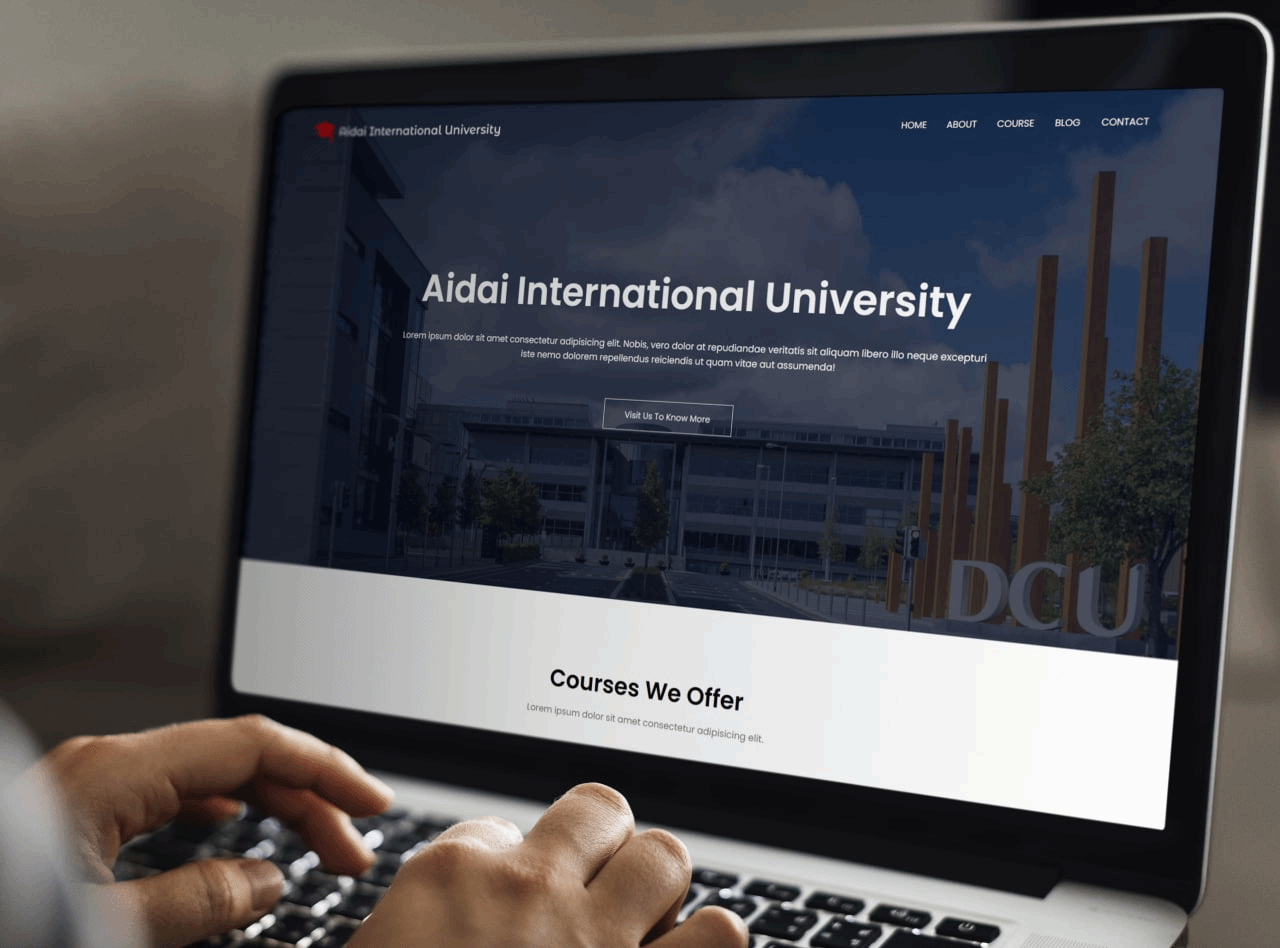 Aidai International University
HOME ABOUT COURSE BLOG CONTACT
Aidai International University
Lorem ipsum dolor sit amet consectetur adipisicing elit. Nobis, vero dolor at repudiandae veritatis sit aliquam libero illo neque excepturi
iste nemo dolorem repellendus reiciendis ut quam vitae aut assumenda!
Visit Us To Know More
DCU
Courses We Offer
Lorem ipsum dolor sit amet consectetur adipisicing elit.